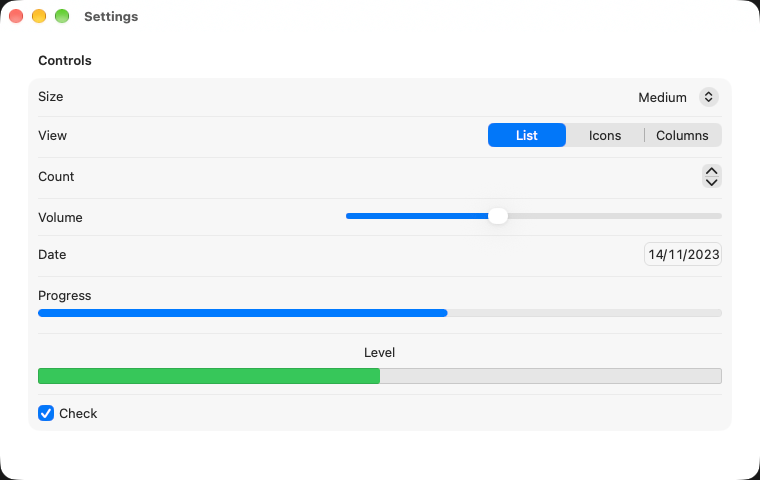 Settings
Controls
Size Medium
View List Icons Columns
Count
Volume
Date 14/11/2023
Progress
Level
Check